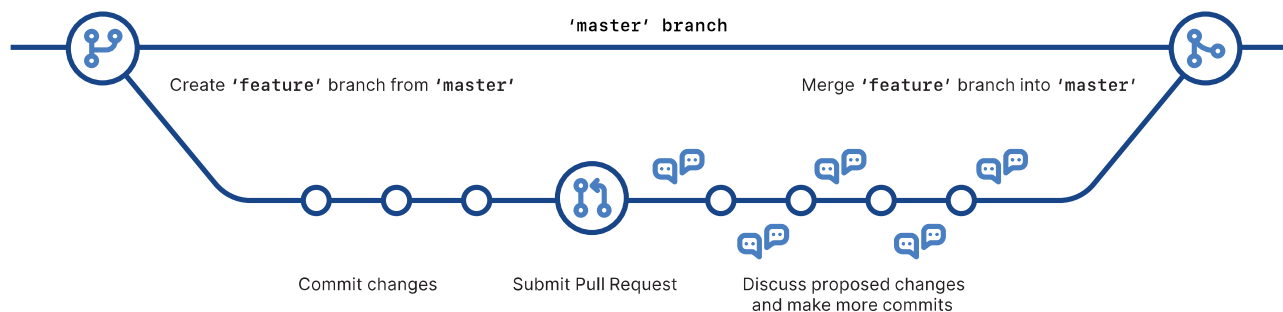 ‘master’ branch
Create ‘feature’ branch from ‘master’
Merge ‘feature’ branch into ‘master’
Commit changes
Submit Pull Request
Discuss proposed changes
and make more commits